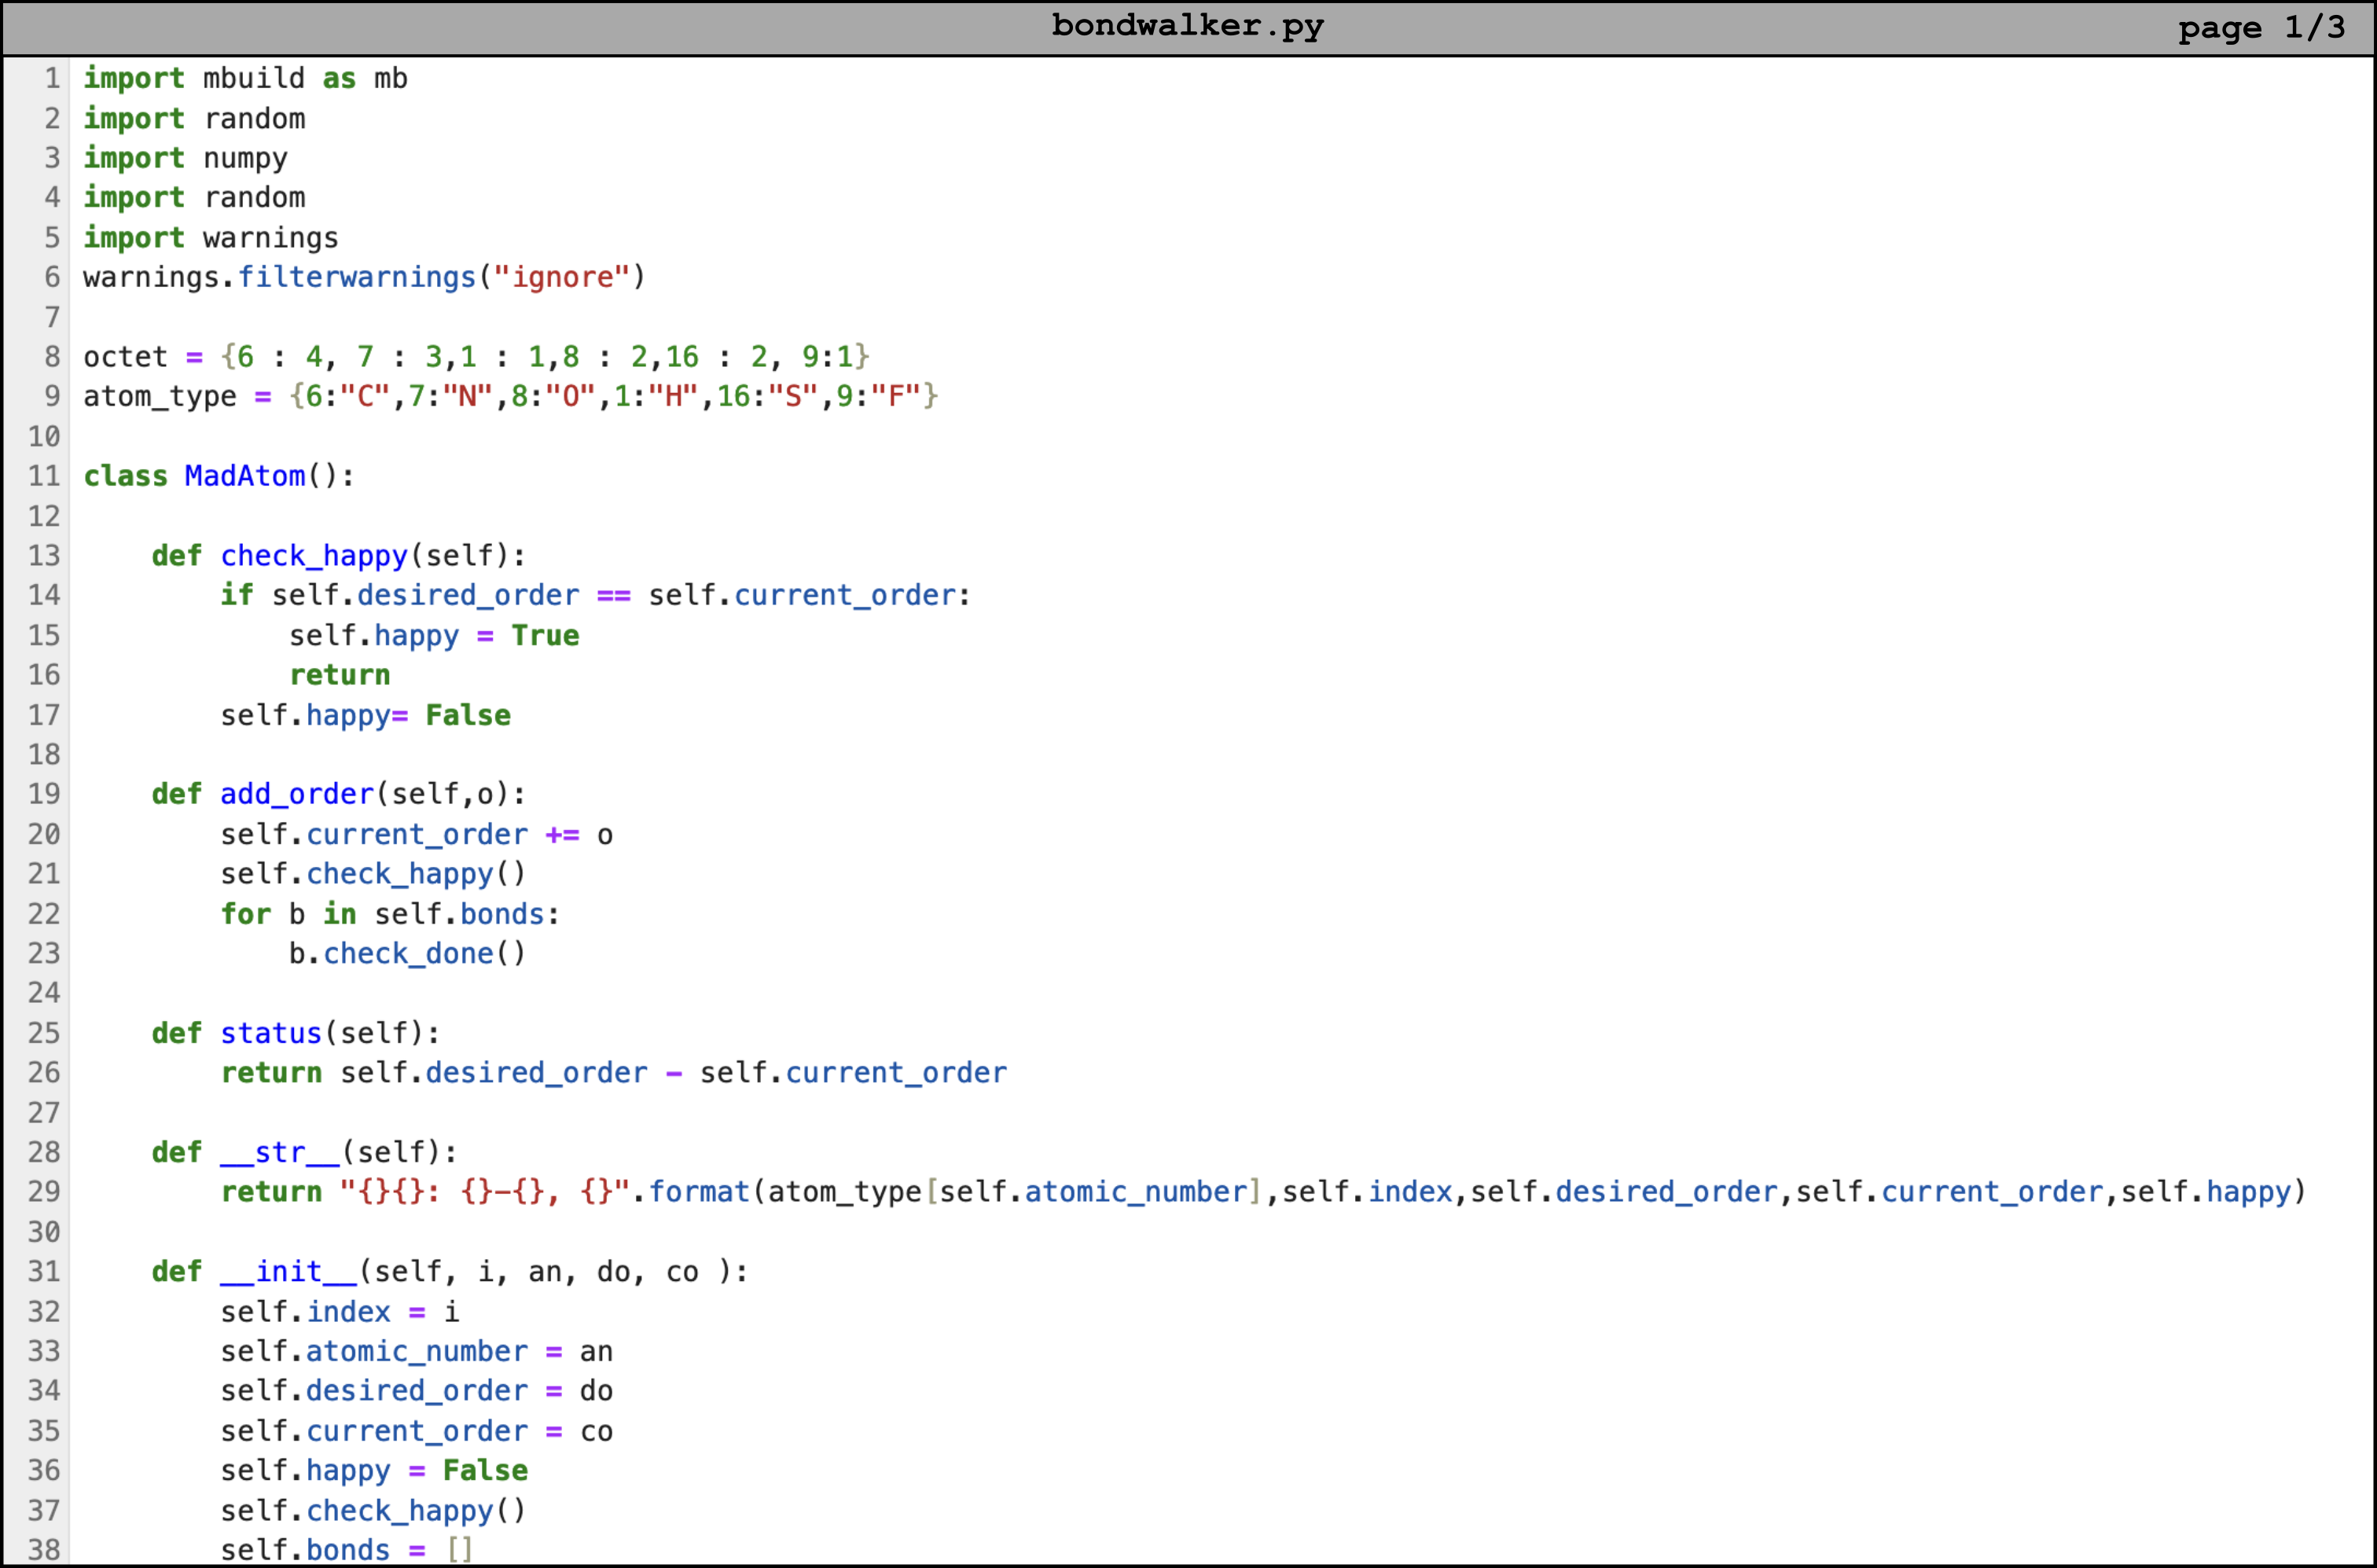 bondwalker.py page 1/3
1 import mbuild as mb
2 import random
3 import numpy
4 import random
5 import warnings
6 warnings.filterwarnings("ignore")
7
8 octet = {6 : 4, 7 : 3,1 : 1,8 : 2,16 : 2, 9:1}
9 atom_type = {6:"C",7:"N",8:"O",1:"H",16:"S",9:"F"}
10
11 class MadAtom():
12
13     def check_happy(self):
14         if self.desired_order == self.current_order:
15             self.happy = True
16             return
17         self.happy= False
18
19     def add_order(self,o):
20         self.current_order += o
21         self.check_happy()
22         for b in self.bonds:
23             b.check_done()
24
25     def status(self):
26         return self.desired_order - self.current_order
27
28     def __str__(self):
29         return "{}{}: {}-{}, {}".format(atom_type[self.atomic_number],self.index,self.desired_order,self.current_order,self.happy)
30
31     def __init__(self, i, an, do, co ):
32         self.index = i
33         self.atomic_number = an
34         self.desired_order = do
35         self.current_order = co
36         self.happy = False
37         self.check_happy()
38         self.bonds = []